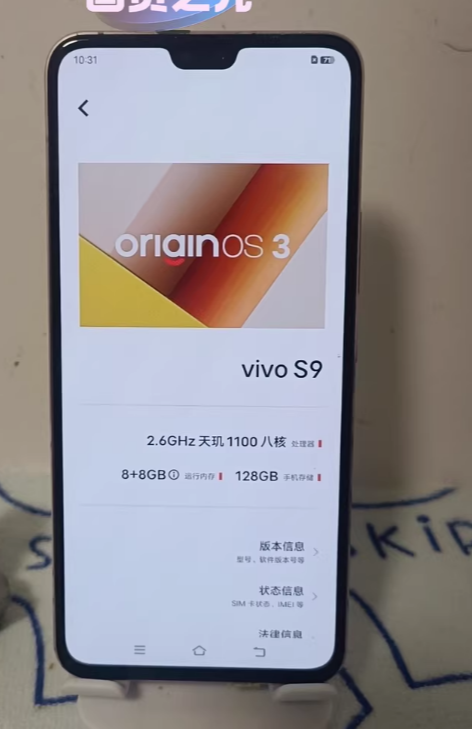 10:31
originOS 3
vivo S9
2.6GHz 天玑 1100 八核 处理器
8+8GB 运行内存 128GB 手机存储
版本信息
型号、软件版本号等
状态信息
SIM 卡状态、IMEI 等
法律信息